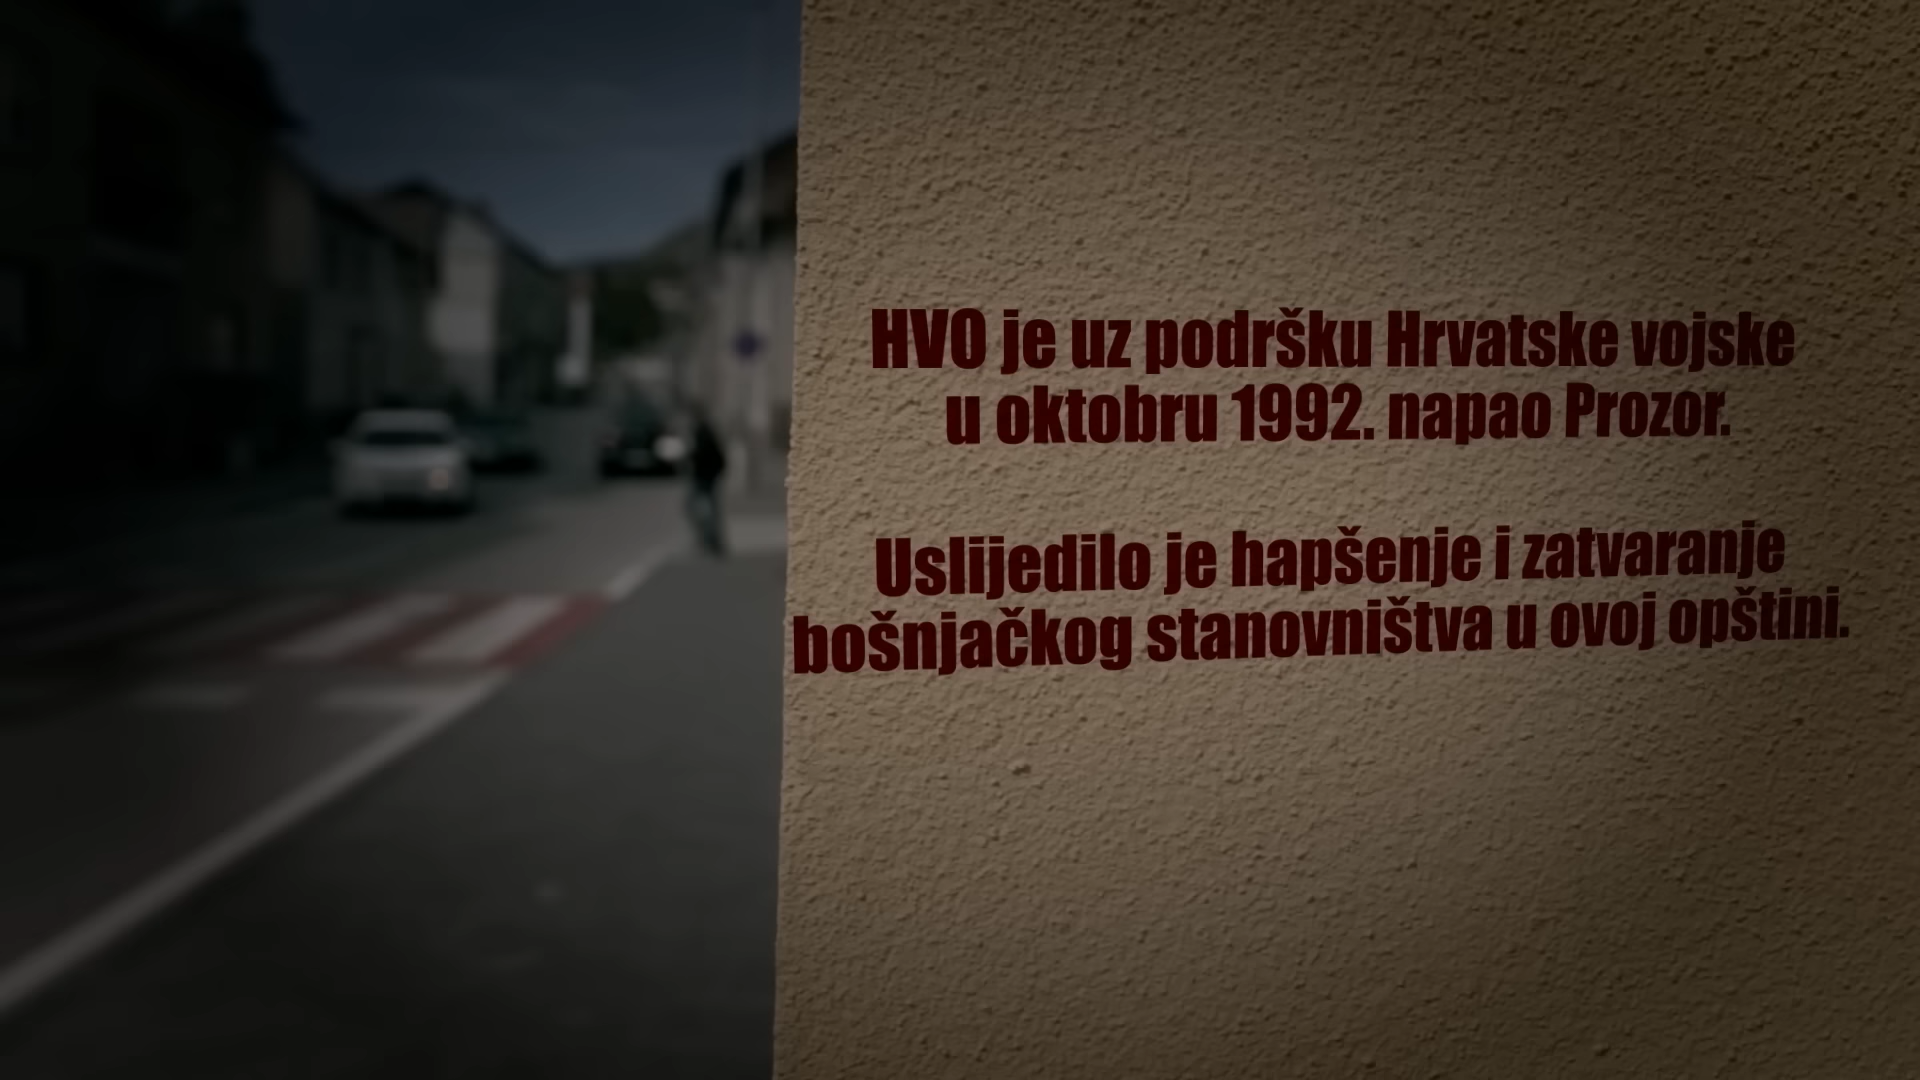 HVO je uz podršku Hrvatske vojske
u oktobru 1992. napao Prozor.
Uslijedilo je hapšenje i zatvaranje
bošnjačkog stanovništva u ovoj opštini.